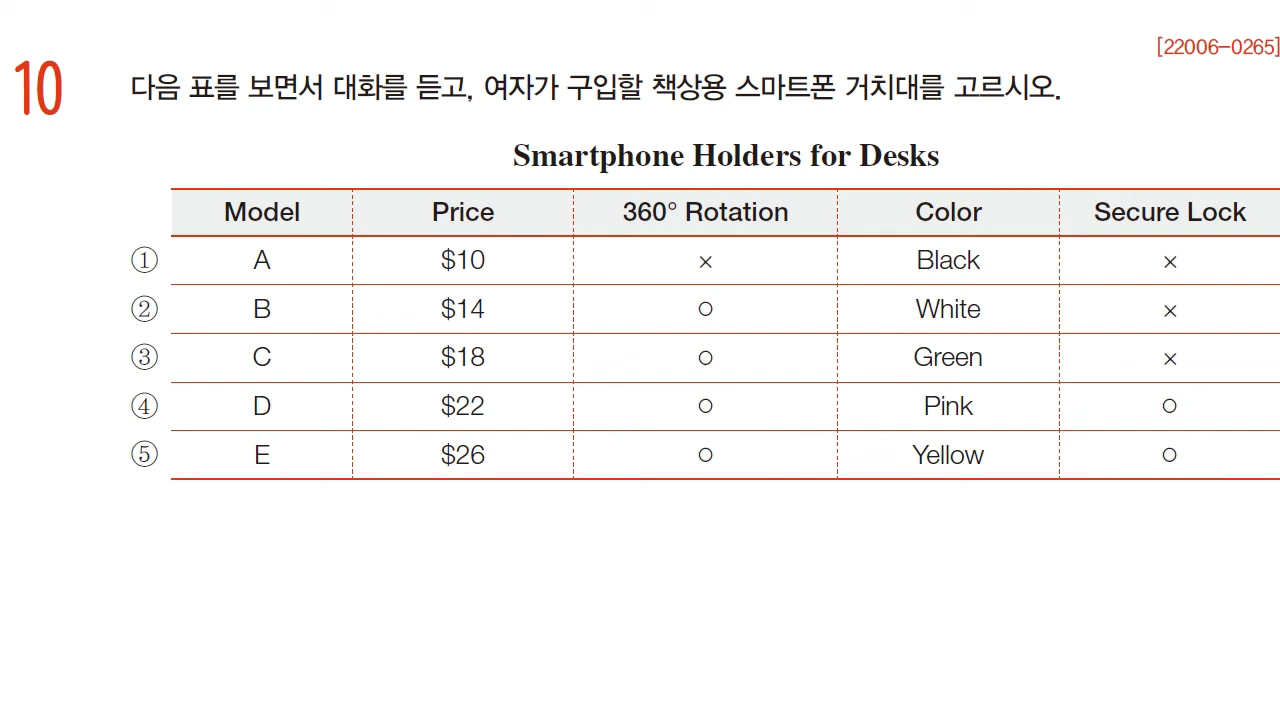 [22006-0265]
10 다음 표를 보면서 대화를 듣고, 여자가 구입할 책상용 스마트폰 거치대를 고르시오.
Smartphone Holders for Desks
Model Price 360° Rotation Color Secure Lock
① A $10 × Black ×
② B $14 ○ White ×
③ C $18 ○ Green ×
④ D $22 ○ Pink ○
⑤ E $26 ○ Yellow ○